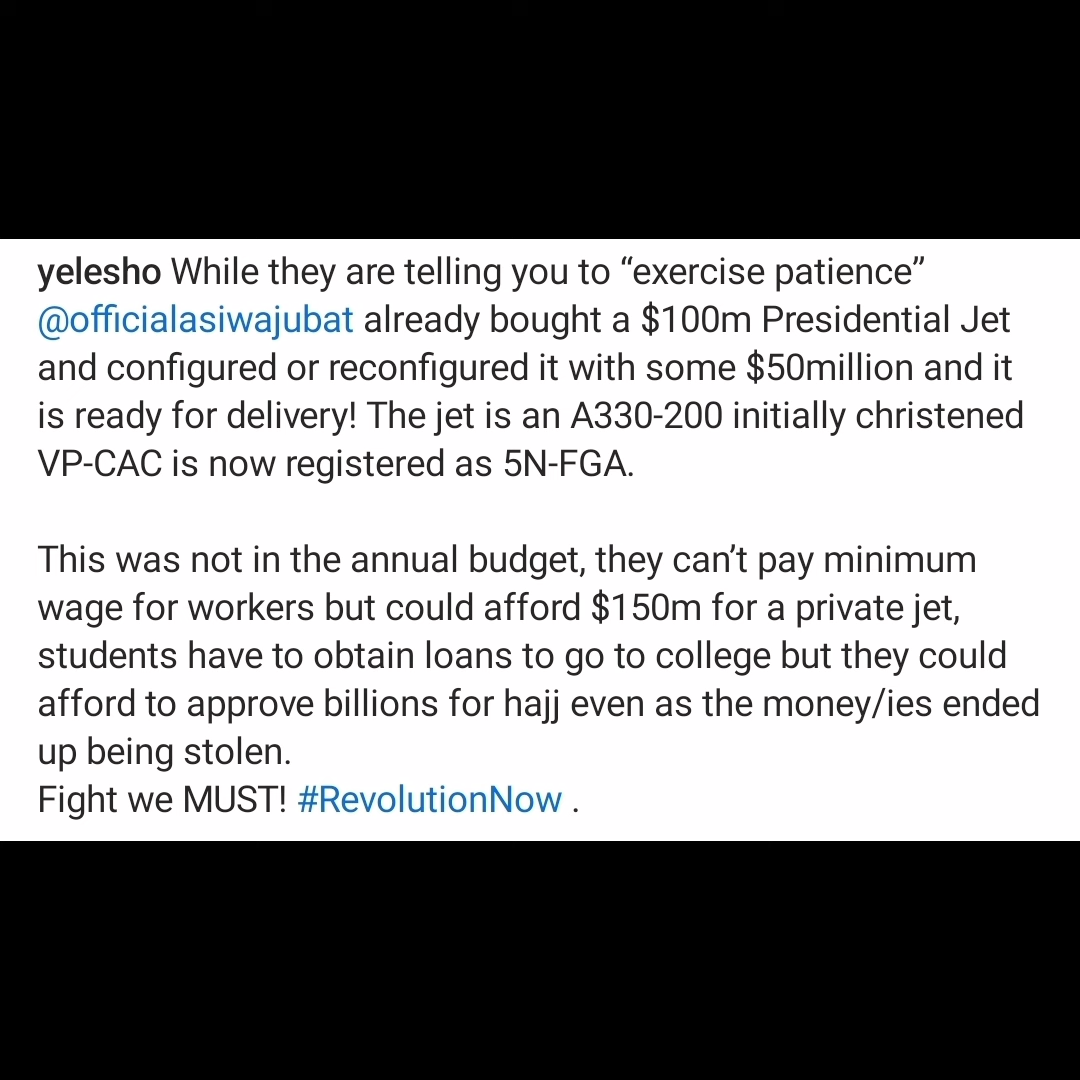 yelesho While they are telling you to “exercise patience”
@officialasiwajubat already bought a $100m Presidential Jet
and configured or reconfigured it with some $50million and it
is ready for delivery! The jet is an A330-200 initially christened
VP-CAC is now registered as 5N-FGA.
This was not in the annual budget, they can’t pay minimum
wage for workers but could afford $150m for a private jet,
students have to obtain loans to go to college but they could
afford to approve billions for hajj even as the money/ies ended
up being stolen.
Fight we MUST! #RevolutionNow .